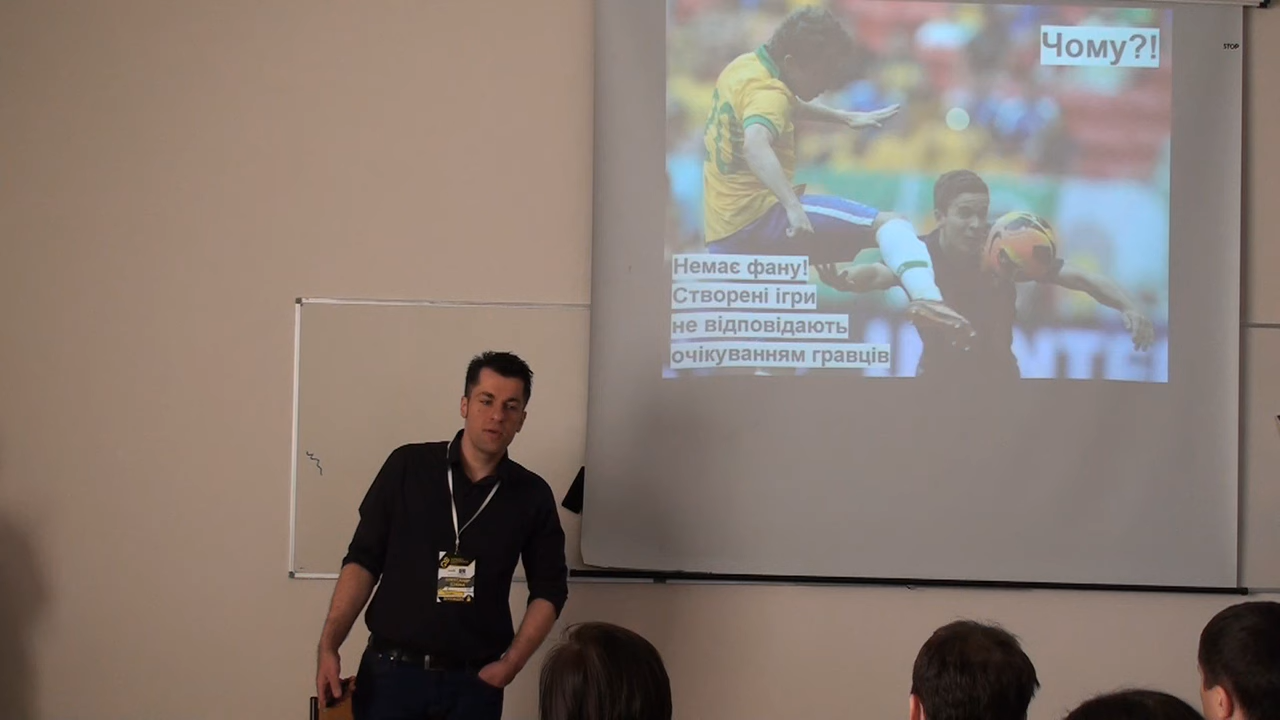 Чому?!
STOP
Немає фану!
Створені ігри
не відповідають
очікуванням гравців